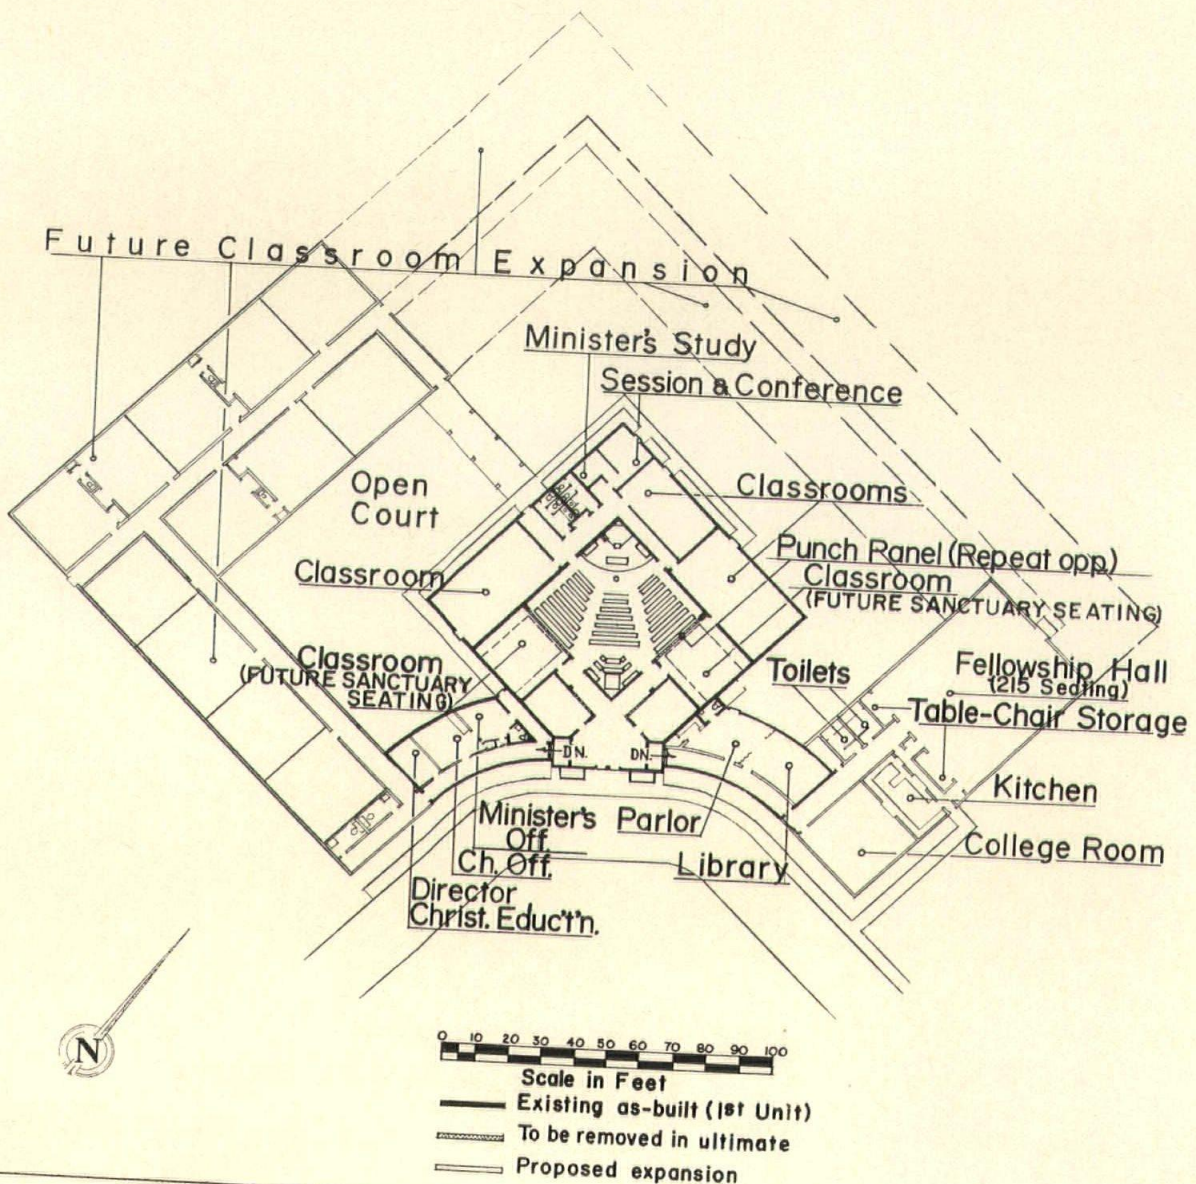 Future Classroom Expansion
Minister's Study
Session & Conference
Open
Court
Classrooms
Punch Panel (Repeat opp)
Classroom
Classroom
(FUTURE SANCTUARY SEATING)
Classroom
(FUTURE SANCTUARY
SEATING)
Toilets
Fellowship Hall
(215 Seating)
Table-Chair Storage
DN.
DN.
Kitchen
Minister's
Off.
Parlor
College Room
Ch. Off.
Library
Director
Christ. Educ't'n.
N
0 10 20 30 40 50 60 70 80 90 100
Scale in Feet
Existing as-built (1st Unit)
To be removed in ultimate
Proposed expansion